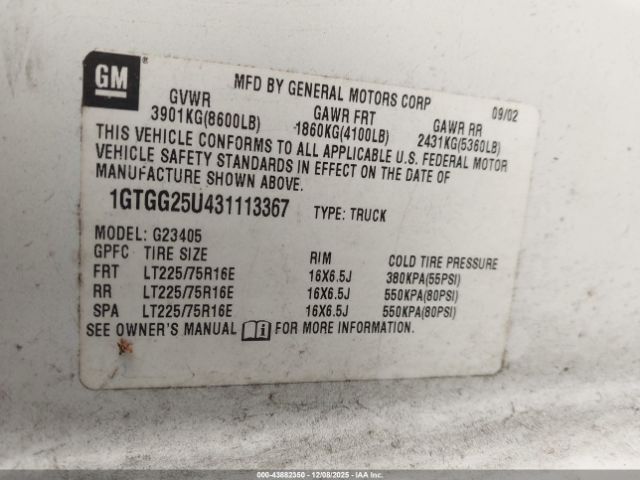 GM
MFD BY GENERAL MOTORS CORP 09/02
GVWR GAWR FRT GAWR RR
3901KG(8600LB) 1860KG(4100LB) 2431KG(5360LB)
THIS VEHICLE CONFORMS TO ALL APPLICABLE U.S. FEDERAL MOTOR
VEHICLE SAFETY STANDARDS IN EFFECT ON THE DATE OF
MANUFACTURE SHOWN ABOVE.
1GTGG25U431113367 TYPE: TRUCK
MODEL: G23405
GPFC TIRE SIZE RIM COLD TIRE PRESSURE
FRT LT225/75R16E 16X6.5J 380KPA(55PSI)
RR LT225/75R16E 16X6.5J 550KPA(80PSI)
SPA LT225/75R16E 16X6.5J 550KPA(80PSI)
SEE OWNER'S MANUAL FOR MORE INFORMATION.
000-43882350 - 12/08/2025 - COPYRIGHT IAA, LLC